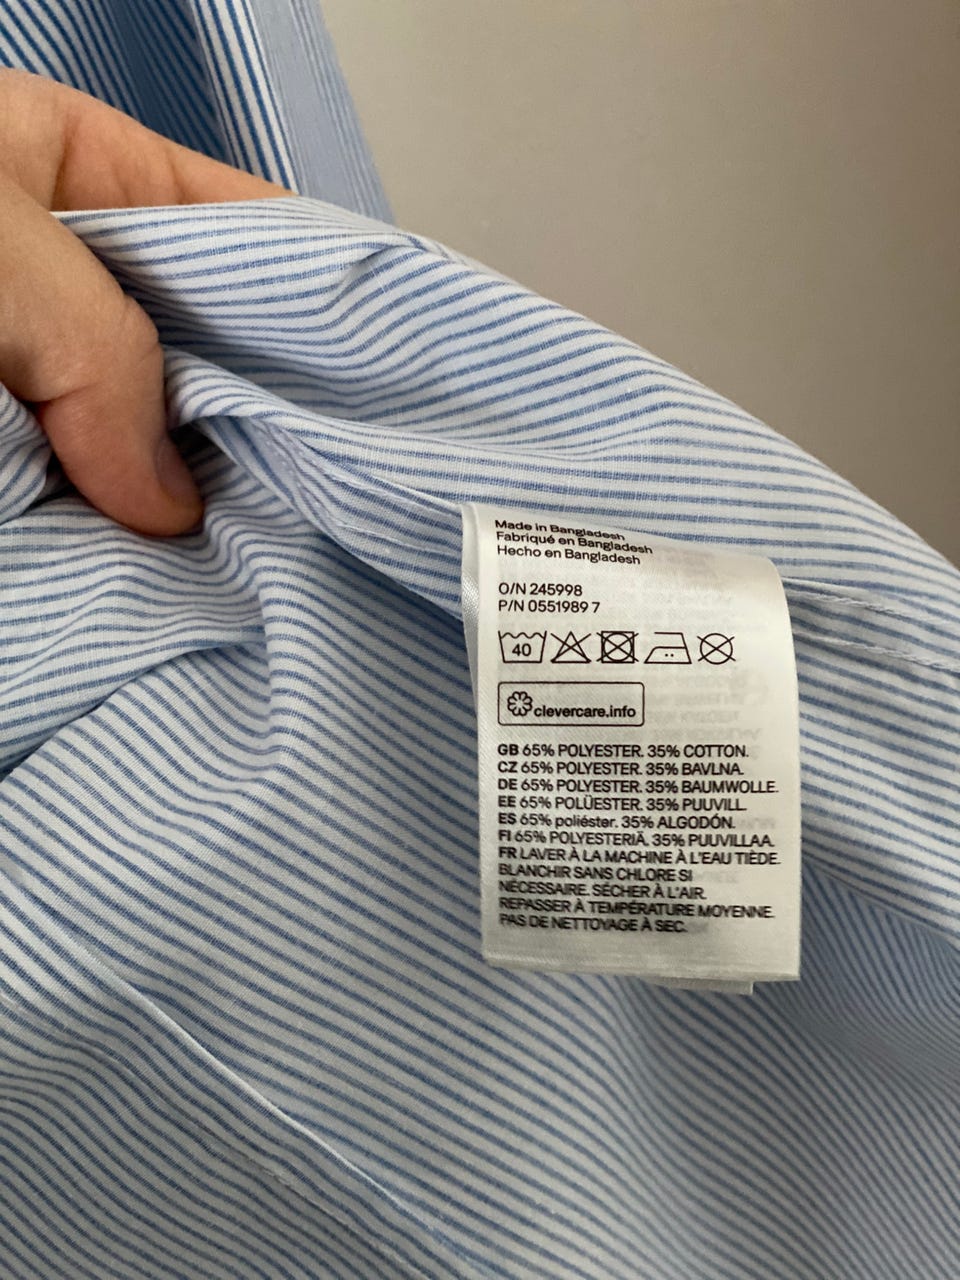 Made in Bangladesh
Fabriqué en Bangladesh
Hecho en Bangladesh
O/N 245998
P/N 0551989 7
40
clevercare.info
GB 65% POLYESTER. 35% COTTON.
CZ 65% POLYESTER. 35% BAVLNA.
DE 65% POLYESTER. 35% BAUMWOLLE.
EE 65% POLÜESTER. 35% PUUVILL.
ES 65% poliéster. 35% ALGODÓN.
FI 65% POLYESTERIÄ. 35% PUUVILLAA.
FR LAVER À LA MACHINE À L'EAU TIÈDE.
BLANCHIR SANS CHLORE SI
NÉCESSAIRE. SÉCHER À L'AIR.
REPASSER À TEMPÉRATURE MOYENNE.
PAS DE NETTOYAGE À SEC.